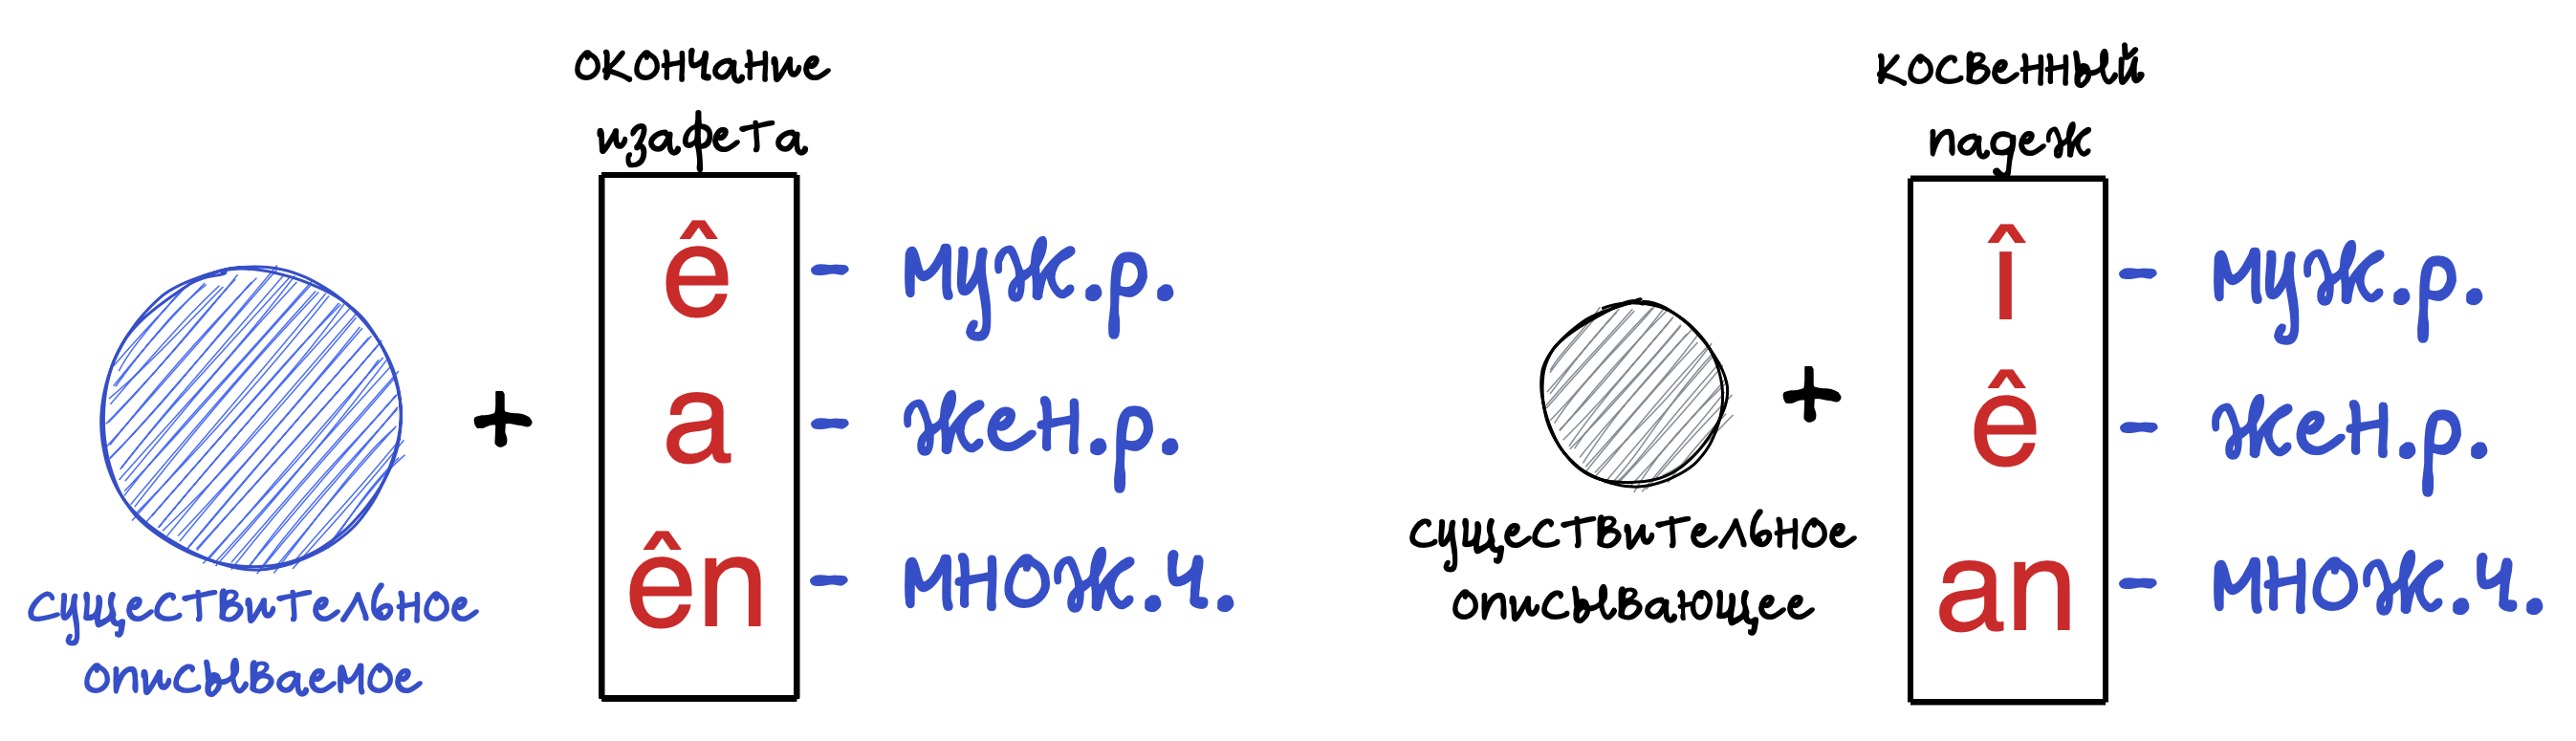 окончание
изафета
ê - муж.р.
a - жен.р.
ên - множ.ч.
+
существительное
описываемое
косвенный
падеж
î - муж.р.
ê - жен.р.
an - множ.ч.
+
существительное
описывающее